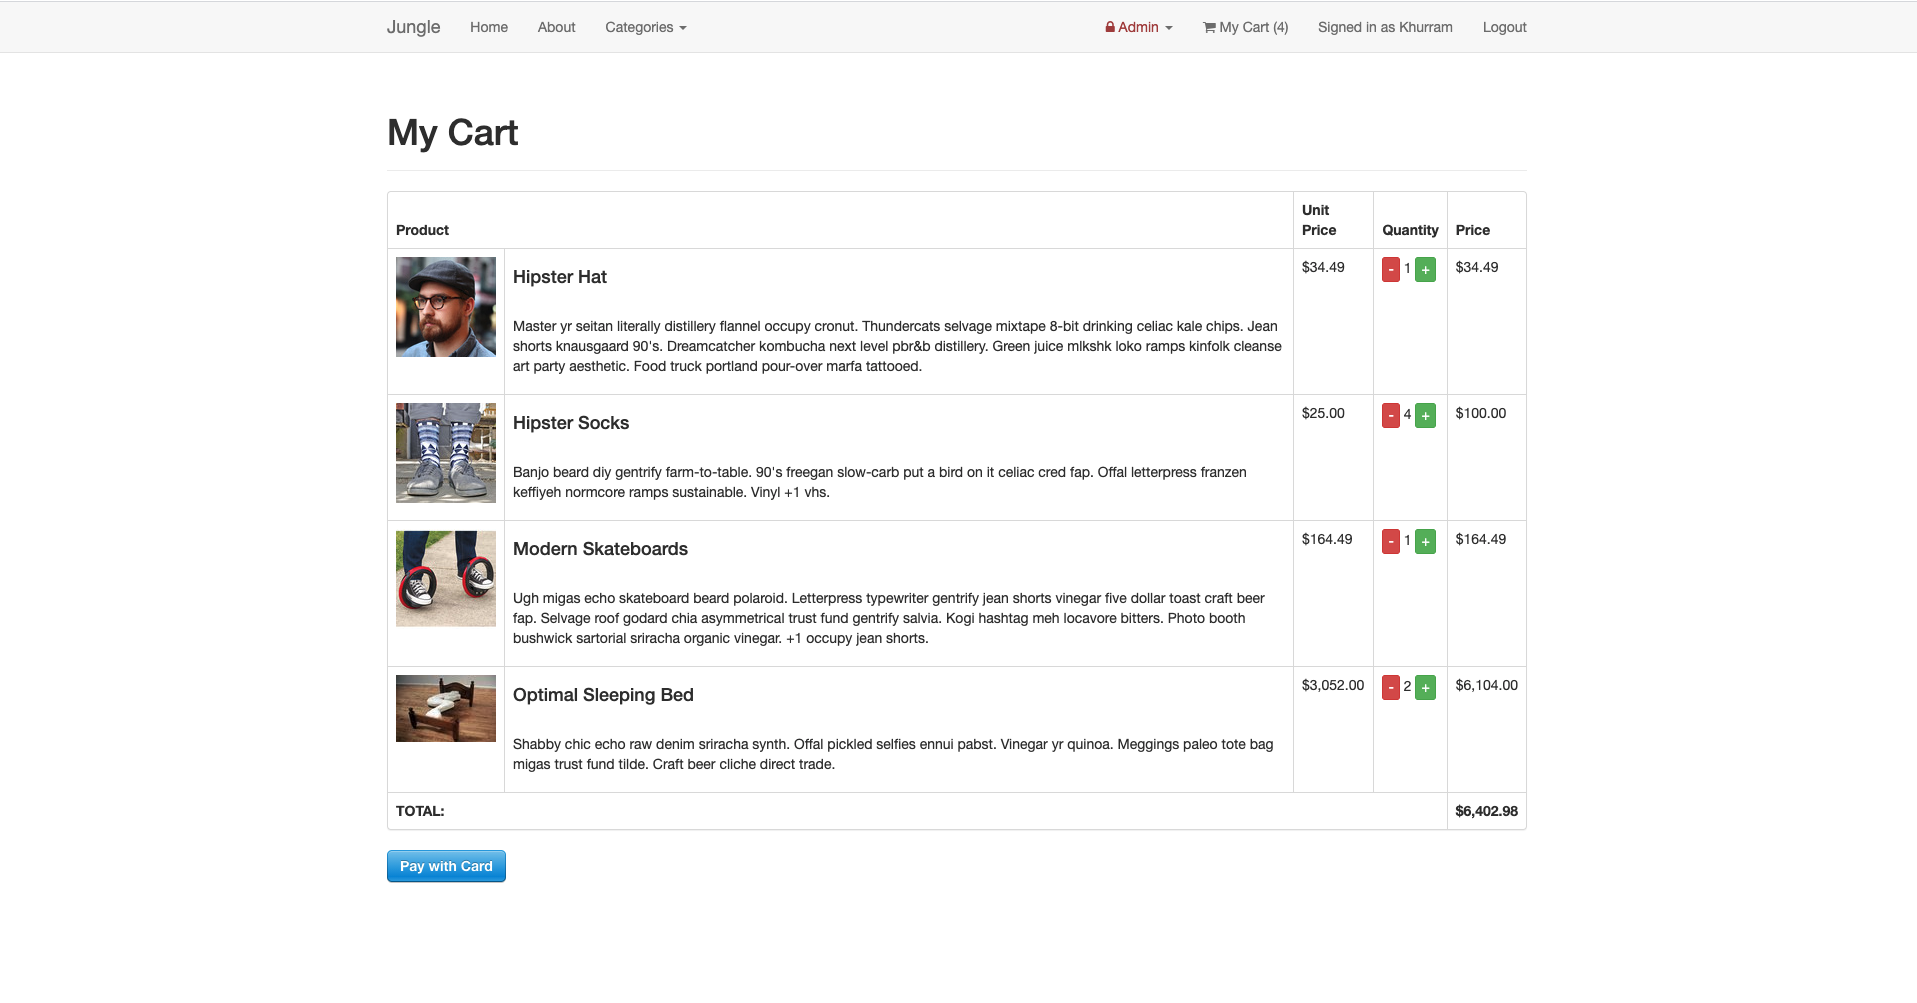 Jungle Home About Categories Admin My Cart (4) Signed in as Khurram Logout
My Cart
Product Unit Price Quantity Price
Hipster Hat $34.49 - 1 + $34.49
Master yr seitan literally distillery flannel occupy cronut. Thundercats selvage mixtape 8-bit drinking celiac kale chips. Jean
shorts knausgaard 90's. Dreamcatcher kombucha next level pbr&b distillery. Green juice mlkshk loko ramps kinfolk cleanse
art party aesthetic. Food truck portland pour-over marfa tattooed.
Hipster Socks $25.00 - 4 + $100.00
Banjo beard diy gentrify farm-to-table. 90's freegan slow-carb put a bird on it celiac cred fap. Offal letterpress franzen
keffiyeh normcore ramps sustainable. Vinyl +1 vhs.
Modern Skateboards $164.49 - 1 + $164.49
Ugh migas echo skateboard beard polaroid. Letterpress typewriter gentrify jean shorts vinegar five dollar toast craft beer
fap. Selvage roof godard chia asymmetrical trust fund gentrify salvia. Kogi hashtag meh locavore bitters. Photo booth
bushwick sartorial sriracha organic vinegar. +1 occupy jean shorts.
Optimal Sleeping Bed $3,052.00 - 2 + $6,104.00
Shabby chic echo raw denim sriracha synth. Offal pickled selfies ennui pabst. Vinegar yr quinoa. Meggings paleo tote bag
migas trust fund tilde. Craft beer cliche direct trade.
TOTAL: $6,402.98
Pay with Card